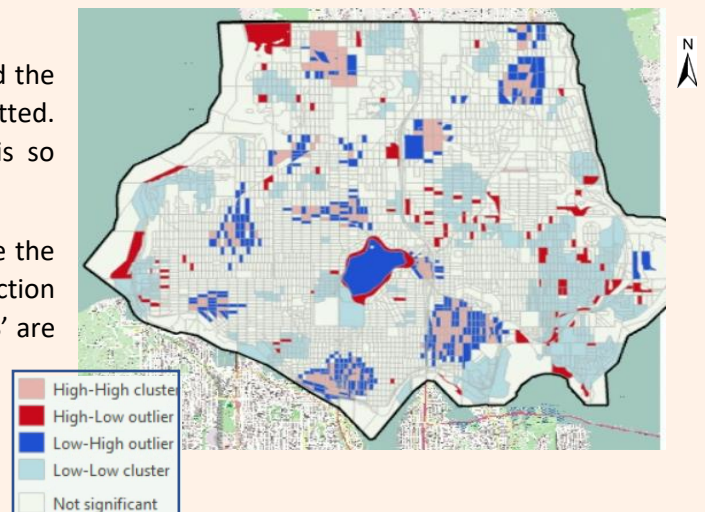 d the
tted.
is so
e the
ction
’ are
N
High-High cluster
High-Low outlier
Low-High outlier
Low-Low cluster
Not significant